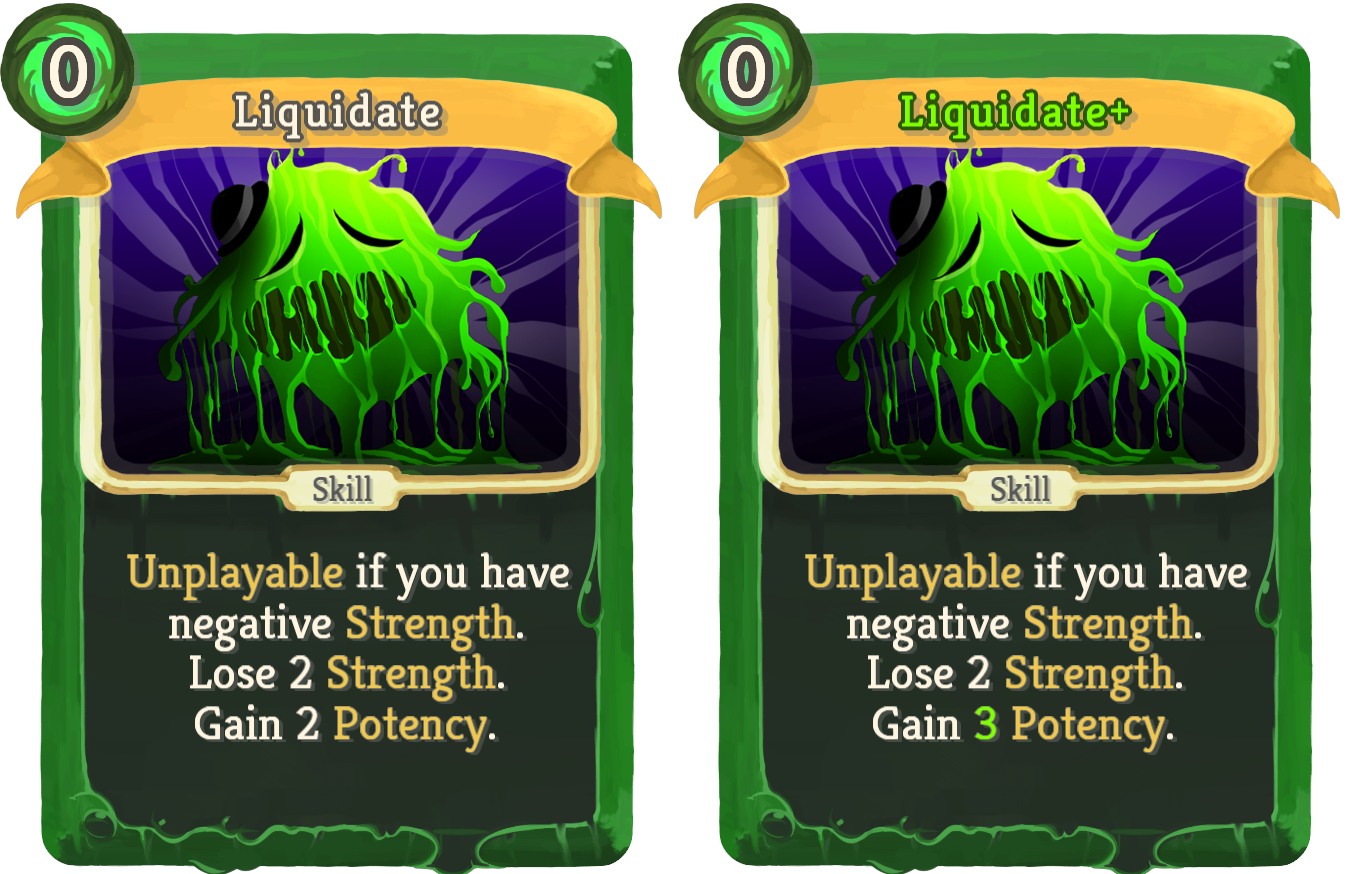 0
Liquidate
Skill
Unplayable if you have
negative Strength.
Lose 2 Strength.
Gain 2 Potency.
0
Liquidate+
Skill
Unplayable if you have
negative Strength.
Lose 2 Strength.
Gain 3 Potency.